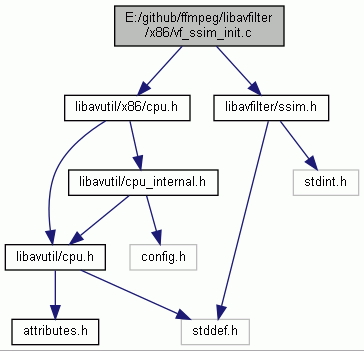 E:/github/ffmpeg/libavfilter
/x86/vf_ssim_init.c
libavutil/x86/cpu.h
libavfilter/ssim.h
libavutil/cpu_internal.h
stdint.h
libavutil/cpu.h
config.h
attributes.h
stddef.h